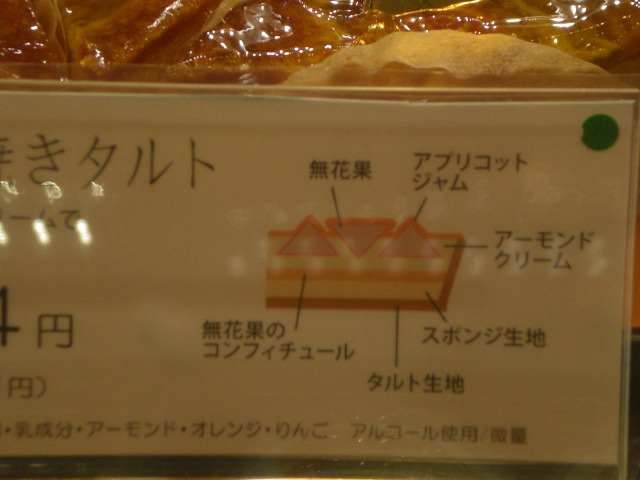 焼きタルト
ームで
4円
円）
無花果
アプリコット
ジャム
アーモンド
クリーム
無花果の
コンフィチュール
スポンジ生地
タルト生地
・乳成分・アーモンド・オレンジ・りんご　アルコール使用/微量